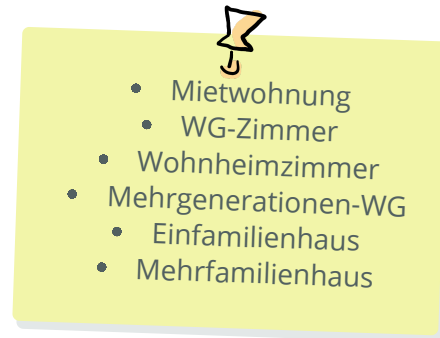 • Mietwohnung
• WG-Zimmer
• Wohnheimzimmer
• Mehrgenerationen-WG
• Einfamilienhaus
• Mehrfamilienhaus